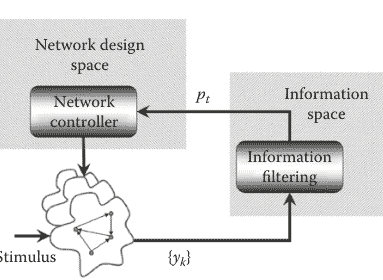 Network design
space
Network
controller
p_t
Information
space
Information
filtering
Stimulus
{y_k}